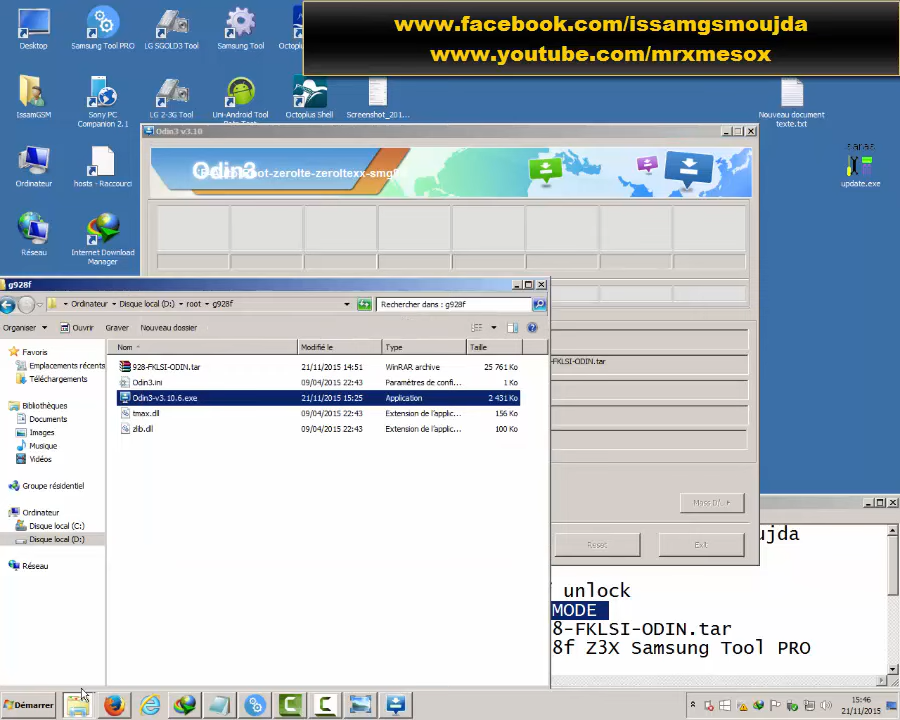 www.facebook.com/issamgsmoujda
www.youtube.com/mrxmesox
Desktop
Samsung Tool PRO
LG SGOLD3 Tool
Samsung Tool
IssamGSM
Sony PC Companion 2.1
LG 2-3G Tool
Uni-Android Tool
Octoplus Shell
Screenshot_201...
Nouveau document texte.txt
Odin3 v3.10
Odin3
Ordinateur
hosts - Raccourci
update.exe
Réseau
Internet Download Manager
g928f
Ordinateur
Disque local (D:)
root
g928f
Rechercher dans : g928f
Organiser
Ouvrir
Graver
Nouveau dossier
Nom
Modifié le
Type
Taille
Favoris
Emplacements récents
Téléchargements
Bibliothèques
Documents
Images
Musique
Vidéos
Groupe résidentiel
Ordinateur
Disque local (C:)
Disque local (D:)
Réseau
928-FKLSI-ODIN.tar 21/11/2015 14:51 WinRAR archive 25 761 Ko
Odin3.ini 09/04/2015 22:43 Paramètres de confi... 1 Ko
Odin3-v3.10.6.exe 21/11/2015 15:25 Application 2 431 Ko
tmax.dll 09/04/2015 22:43 Extension de l'applic... 156 Ko
zlib.dll 09/04/2015 22:43 Extension de l'applic... 100 Ko
-FKLSI-ODIN.tar
Reset
Exit
ujda
unlock
MODE
8-FKLSI-ODIN.tar
8f Z3X Samsung Tool PRO
Démarrer
15:46
21/11/2015